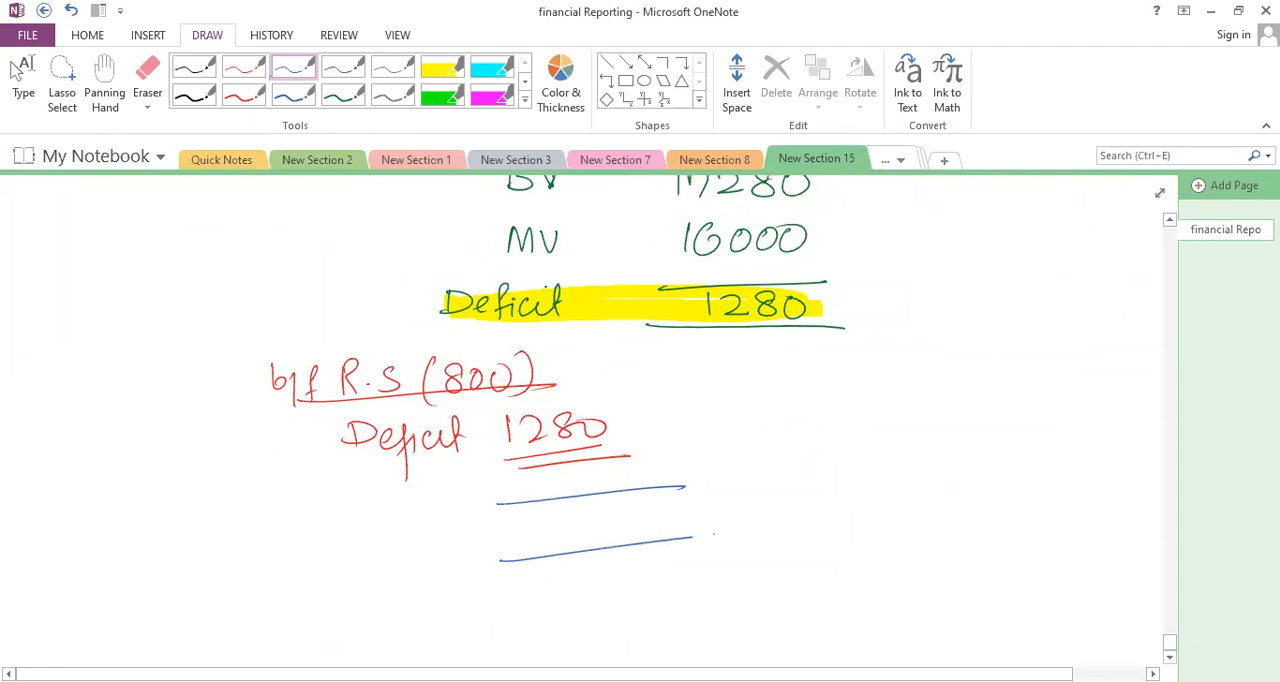 financial Reporting - Microsoft OneNote
FILE HOME INSERT DRAW HISTORY REVIEW VIEW Sign in
Type Lasso Select Panning Hand Eraser Color & Thickness Insert Space Delete Arrange Rotate Ink to Text Ink to Math
Tools Shapes Edit Convert
My Notebook Quick Notes New Section 2 New Section 1 New Section 3 New Section 7 New Section 8 New Section 15 ... Search (Ctrl+E)
Add Page
financial Repo
BV 17280
MV 16000
Deficit 1280
b/f R.S (800)
Deficit 1280